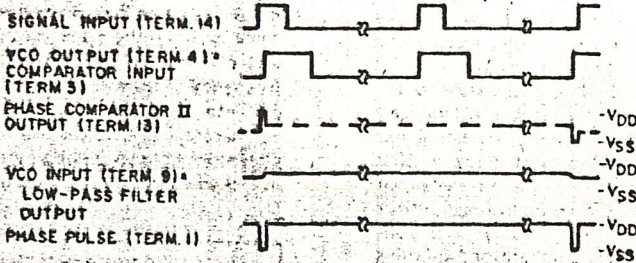 SIGNAL INPUT (TERM. 14)
VCO OUTPUT (TERM. 4)=
COMPARATOR INPUT
(TERM 3)
PHASE COMPARATOR II
OUTPUT (TERM. 13)
-VDD
-VSS
VCO INPUT (TERM. 9)=
-VDD
LOW-PASS FILTER
-VSS
OUTPUT
PHASE PULSE (TERM. 1)
-VDD
-VSS